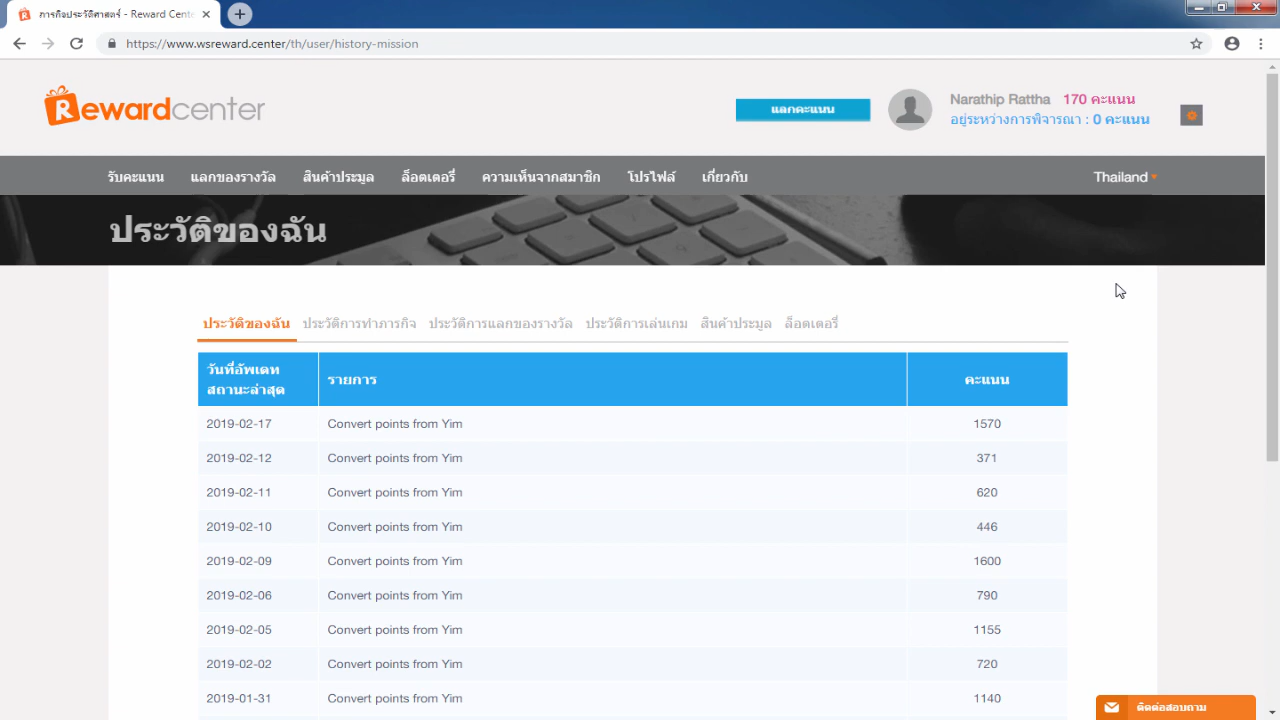 ภารกิจประวัติศาสตร์ - Reward Cente
https://www.wsreward.center/th/user/history-mission
Rewardcenter
แลกคะแนน
Narathip Rattha 170 คะแนน
อยู่ระหว่างการพิจารณา : 0 คะแนน
รับคะแนน แลกของรางวัล สินค้าประมูล ล็อตเตอรี่ ความเห็นจากสมาชิก โปรไฟล์ เกี่ยวกับ Thailand
ประวัติของฉัน
ประวัติของฉัน ประวัติการทำภารกิจ ประวัติการแลกของรางวัล ประวัติการเล่นเกม สินค้าประมูล ล็อตเตอรี่
วันที่อัพเดท
สถานะล่าสุด รายการ คะแนน
2019-02-17 Convert points from Yim 1570
2019-02-12 Convert points from Yim 371
2019-02-11 Convert points from Yim 620
2019-02-10 Convert points from Yim 446
2019-02-09 Convert points from Yim 1600
2019-02-06 Convert points from Yim 790
2019-02-05 Convert points from Yim 1155
2019-02-02 Convert points from Yim 720
2019-01-31 Convert points from Yim 1140
ติดต่อสอบถาม